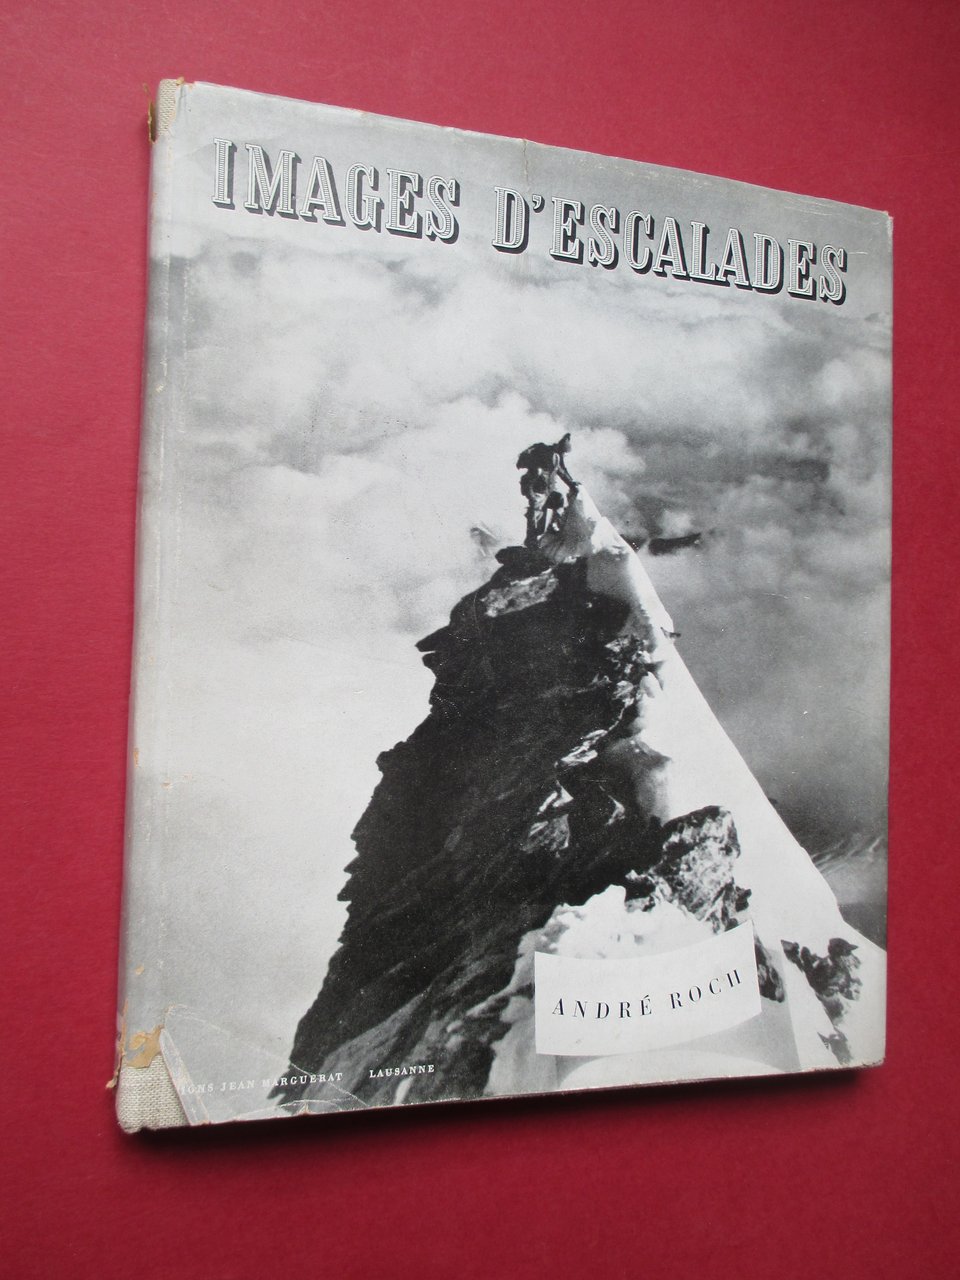 IMAGES D'ESCALADES
ANDRÉ ROCH
JEAN MARGUERAT LAUSANNE